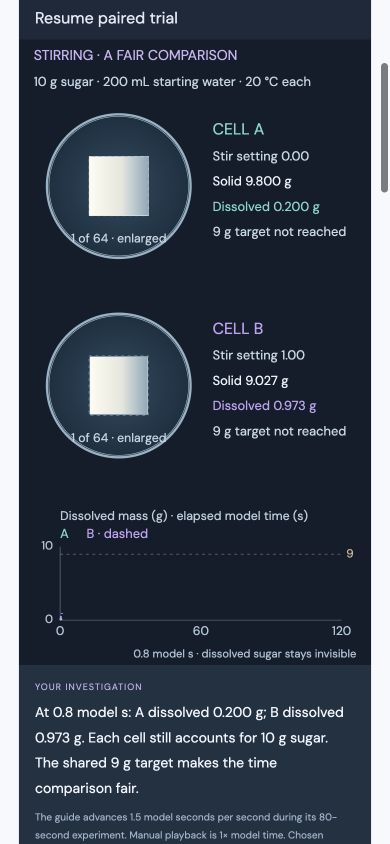 Resume paired trial
STIRRING · A FAIR COMPARISON
10 g sugar · 200 mL starting water · 20 °C each
CELL A
Stir setting 0.00
Solid 9.800 g
Dissolved 0.200 g
9 g target not reached
1 of 64 · enlarged
CELL B
Stir setting 1.00
Solid 9.027 g
Dissolved 0.973 g
9 g target not reached
1 of 64 · enlarged
Dissolved mass (g) · elapsed model time (s)
A B · dashed
10
9
0
0 60 120
0.8 model s · dissolved sugar stays invisible
YOUR INVESTIGATION
At 0.8 model s: A dissolved 0.200 g; B dissolved
0.973 g. Each cell still accounts for 10 g sugar.
The shared 9 g target makes the time
comparison fair.
The guide advances 1.5 model seconds per second during its 80-
second experiment. Manual playback is 1× model time. Chosen